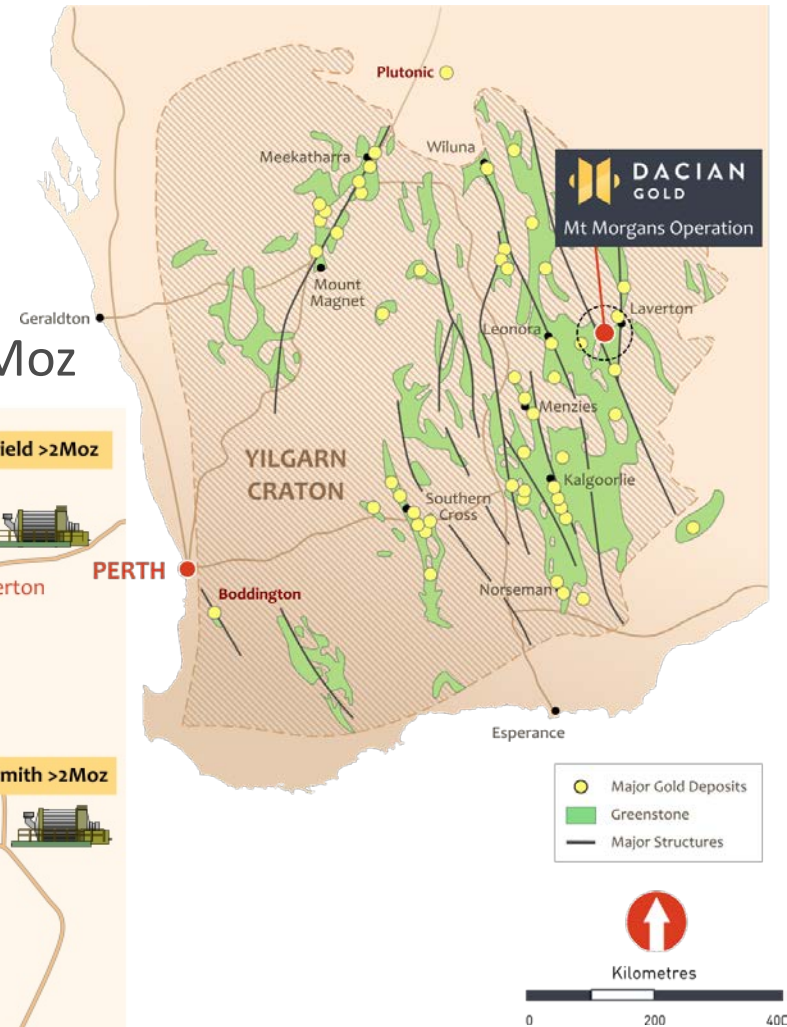 Plutonic
Meekatharra
Wiluna
DACIAN
GOLD
Mt Morgans Operation
Mount
Magnet
Geraldton
Laverton
Leonora
Moz
ield >2Moz
Menzies
YILGARN
CRATON
Kalgoorlie
Southern
Cross
PERTH
erton
Boddington
Norseman
Esperance
mith >2Moz
Major Gold Deposits
Greenstone
Major Structures
Kilometres
0 200 400